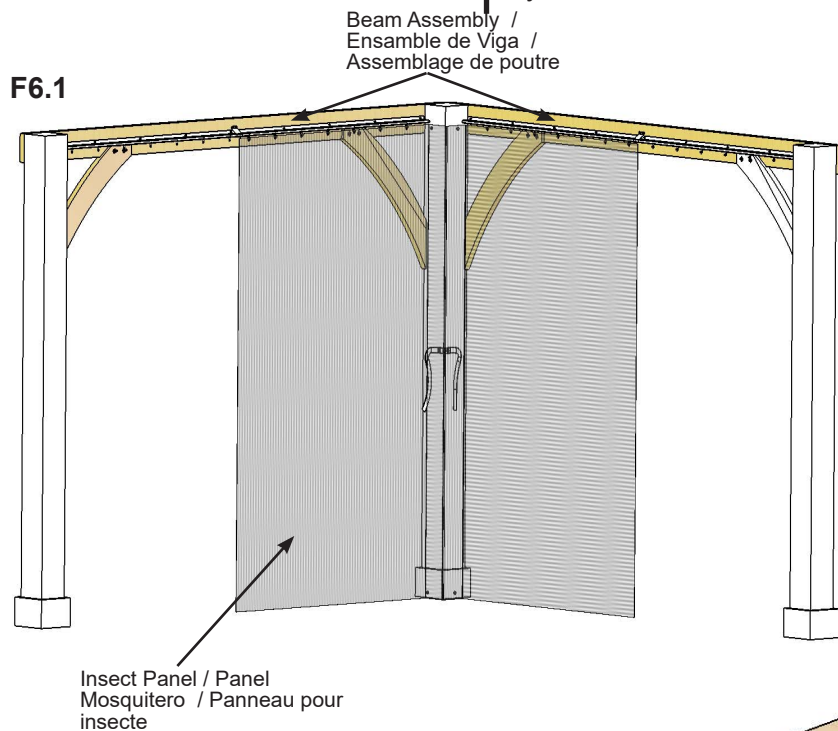 Beam Assembly /
Ensamble de Viga /
Assemblage de poutre
F6.1
Insect Panel / Panel
Mosquitero / Panneau pour
insecte